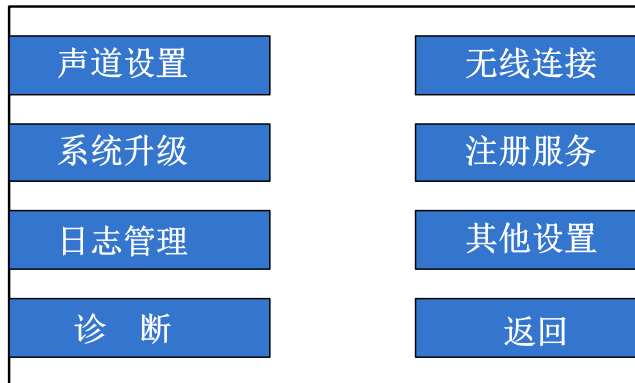 声道设置
无线连接
系统升级
注册服务
日志管理
其他设置
诊　断
返回